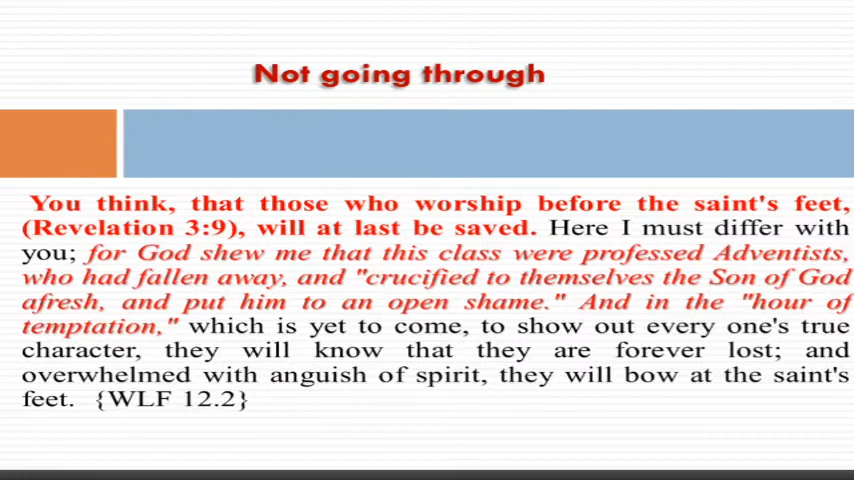 Not going through
You think, that those who worship before the saint's feet,
(Revelation 3:9), will at last be saved. Here I must differ with
you; for God shew me that this class were professed Adventists,
who had fallen away, and "crucified to themselves the Son of God
afresh, and put him to an open shame." And in the "hour of
temptation," which is yet to come, to show out every one's true
character, they will know that they are forever lost; and
overwhelmed with anguish of spirit, they will bow at the saint's
feet. {WLF 12.2}